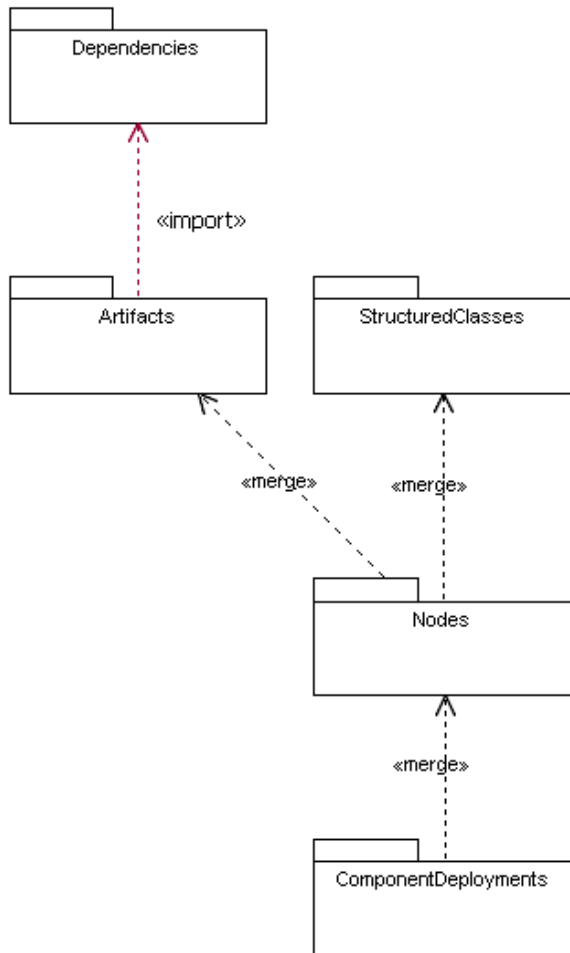 Dependencies
«import»
Artifacts
StructuredClasses
«merge»
«merge»
Nodes
«merge»
ComponentDeployments